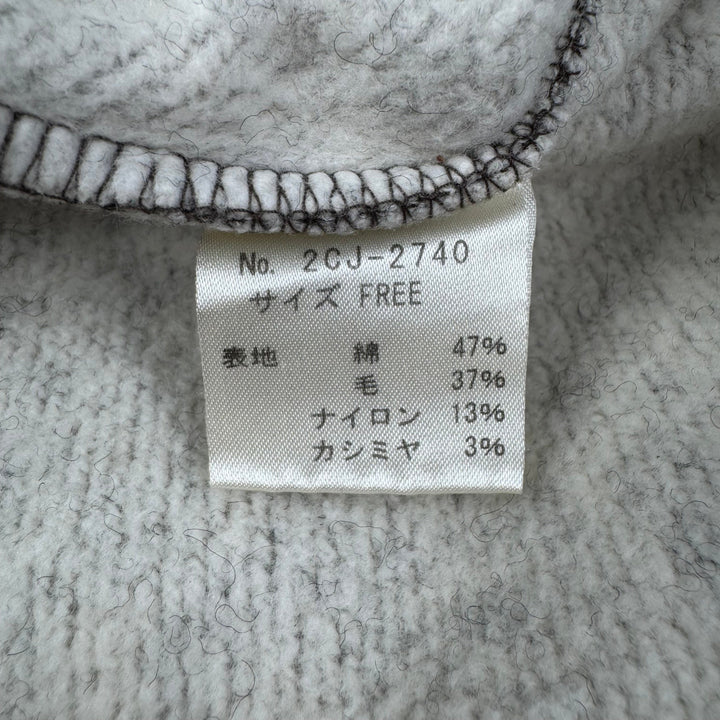 No. 2CJ-2740
サイズ FREE
表地 綿 47%
毛 37%
ナイロン 13%
カシミヤ 3%